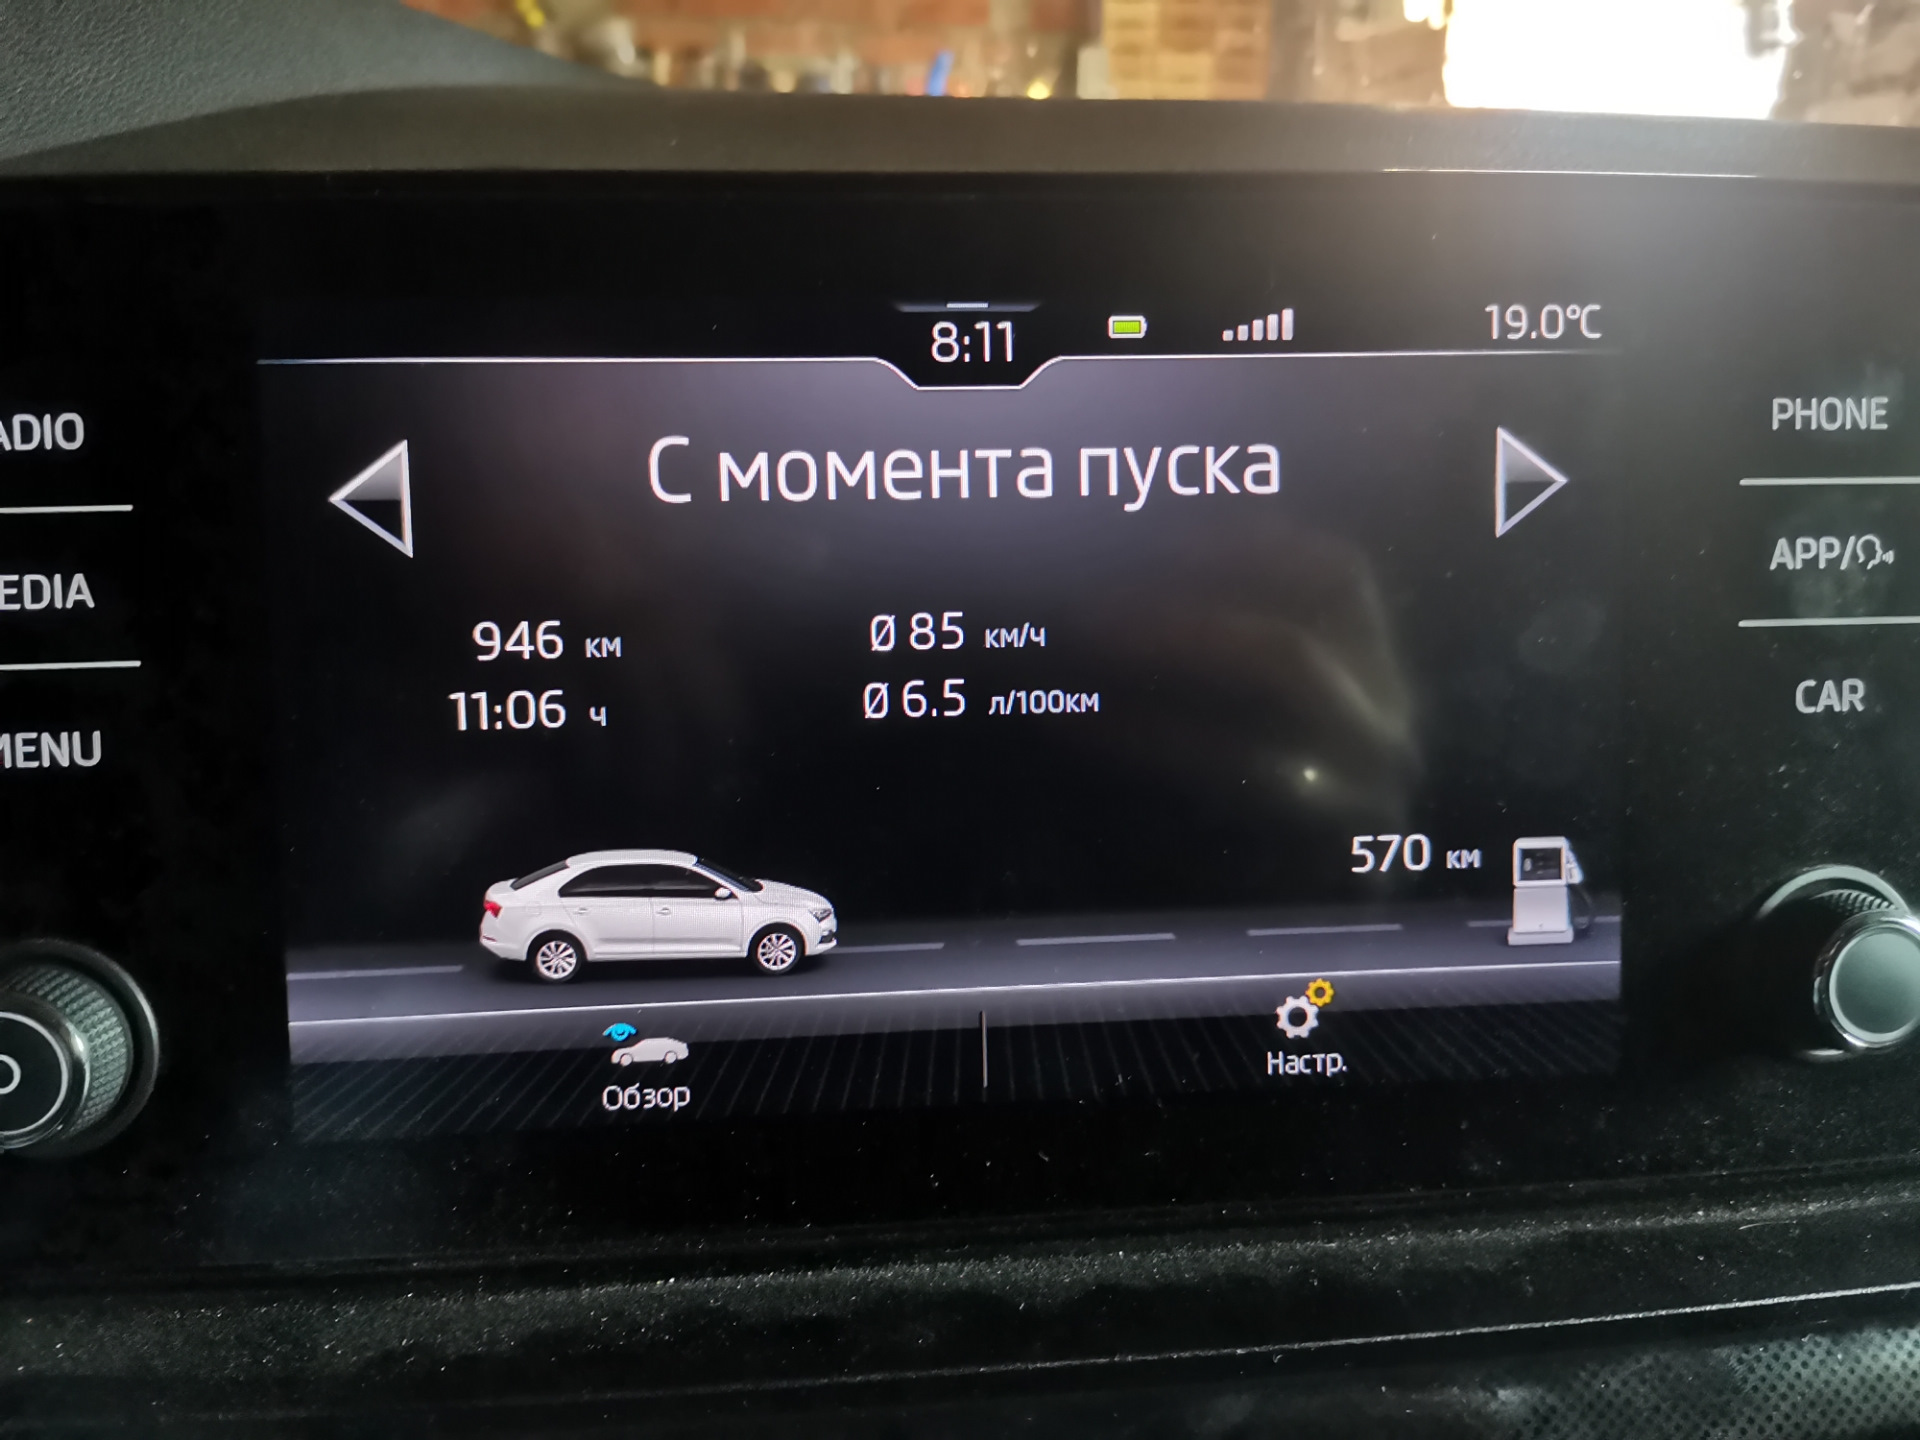 8:11
19.0°C
С момента пуска
946 км
Ø 85 км/ч
11:06 ч
Ø 6.5 л/100км
570 км
Обзор
Настр.
ADIO
EDIA
MENU
PHONE
APP/
CAR